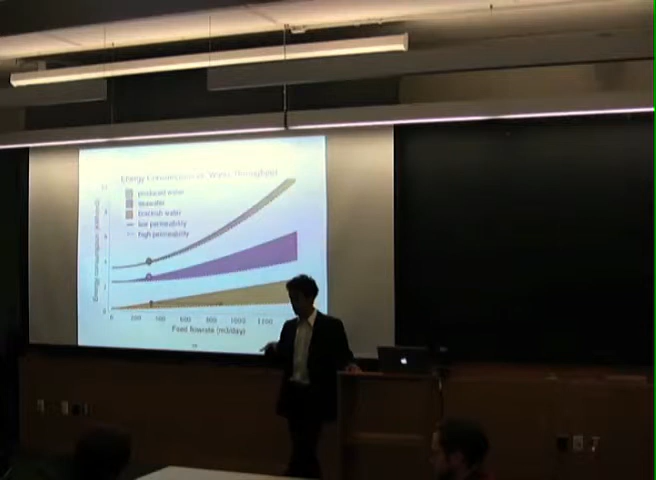 Energy Consumption vs. Water Throughput
produced water
seawater
brackish water
low permeability
high permeability
0 200 400 600 800 1000 1200
Feed flowrate (m3/day)